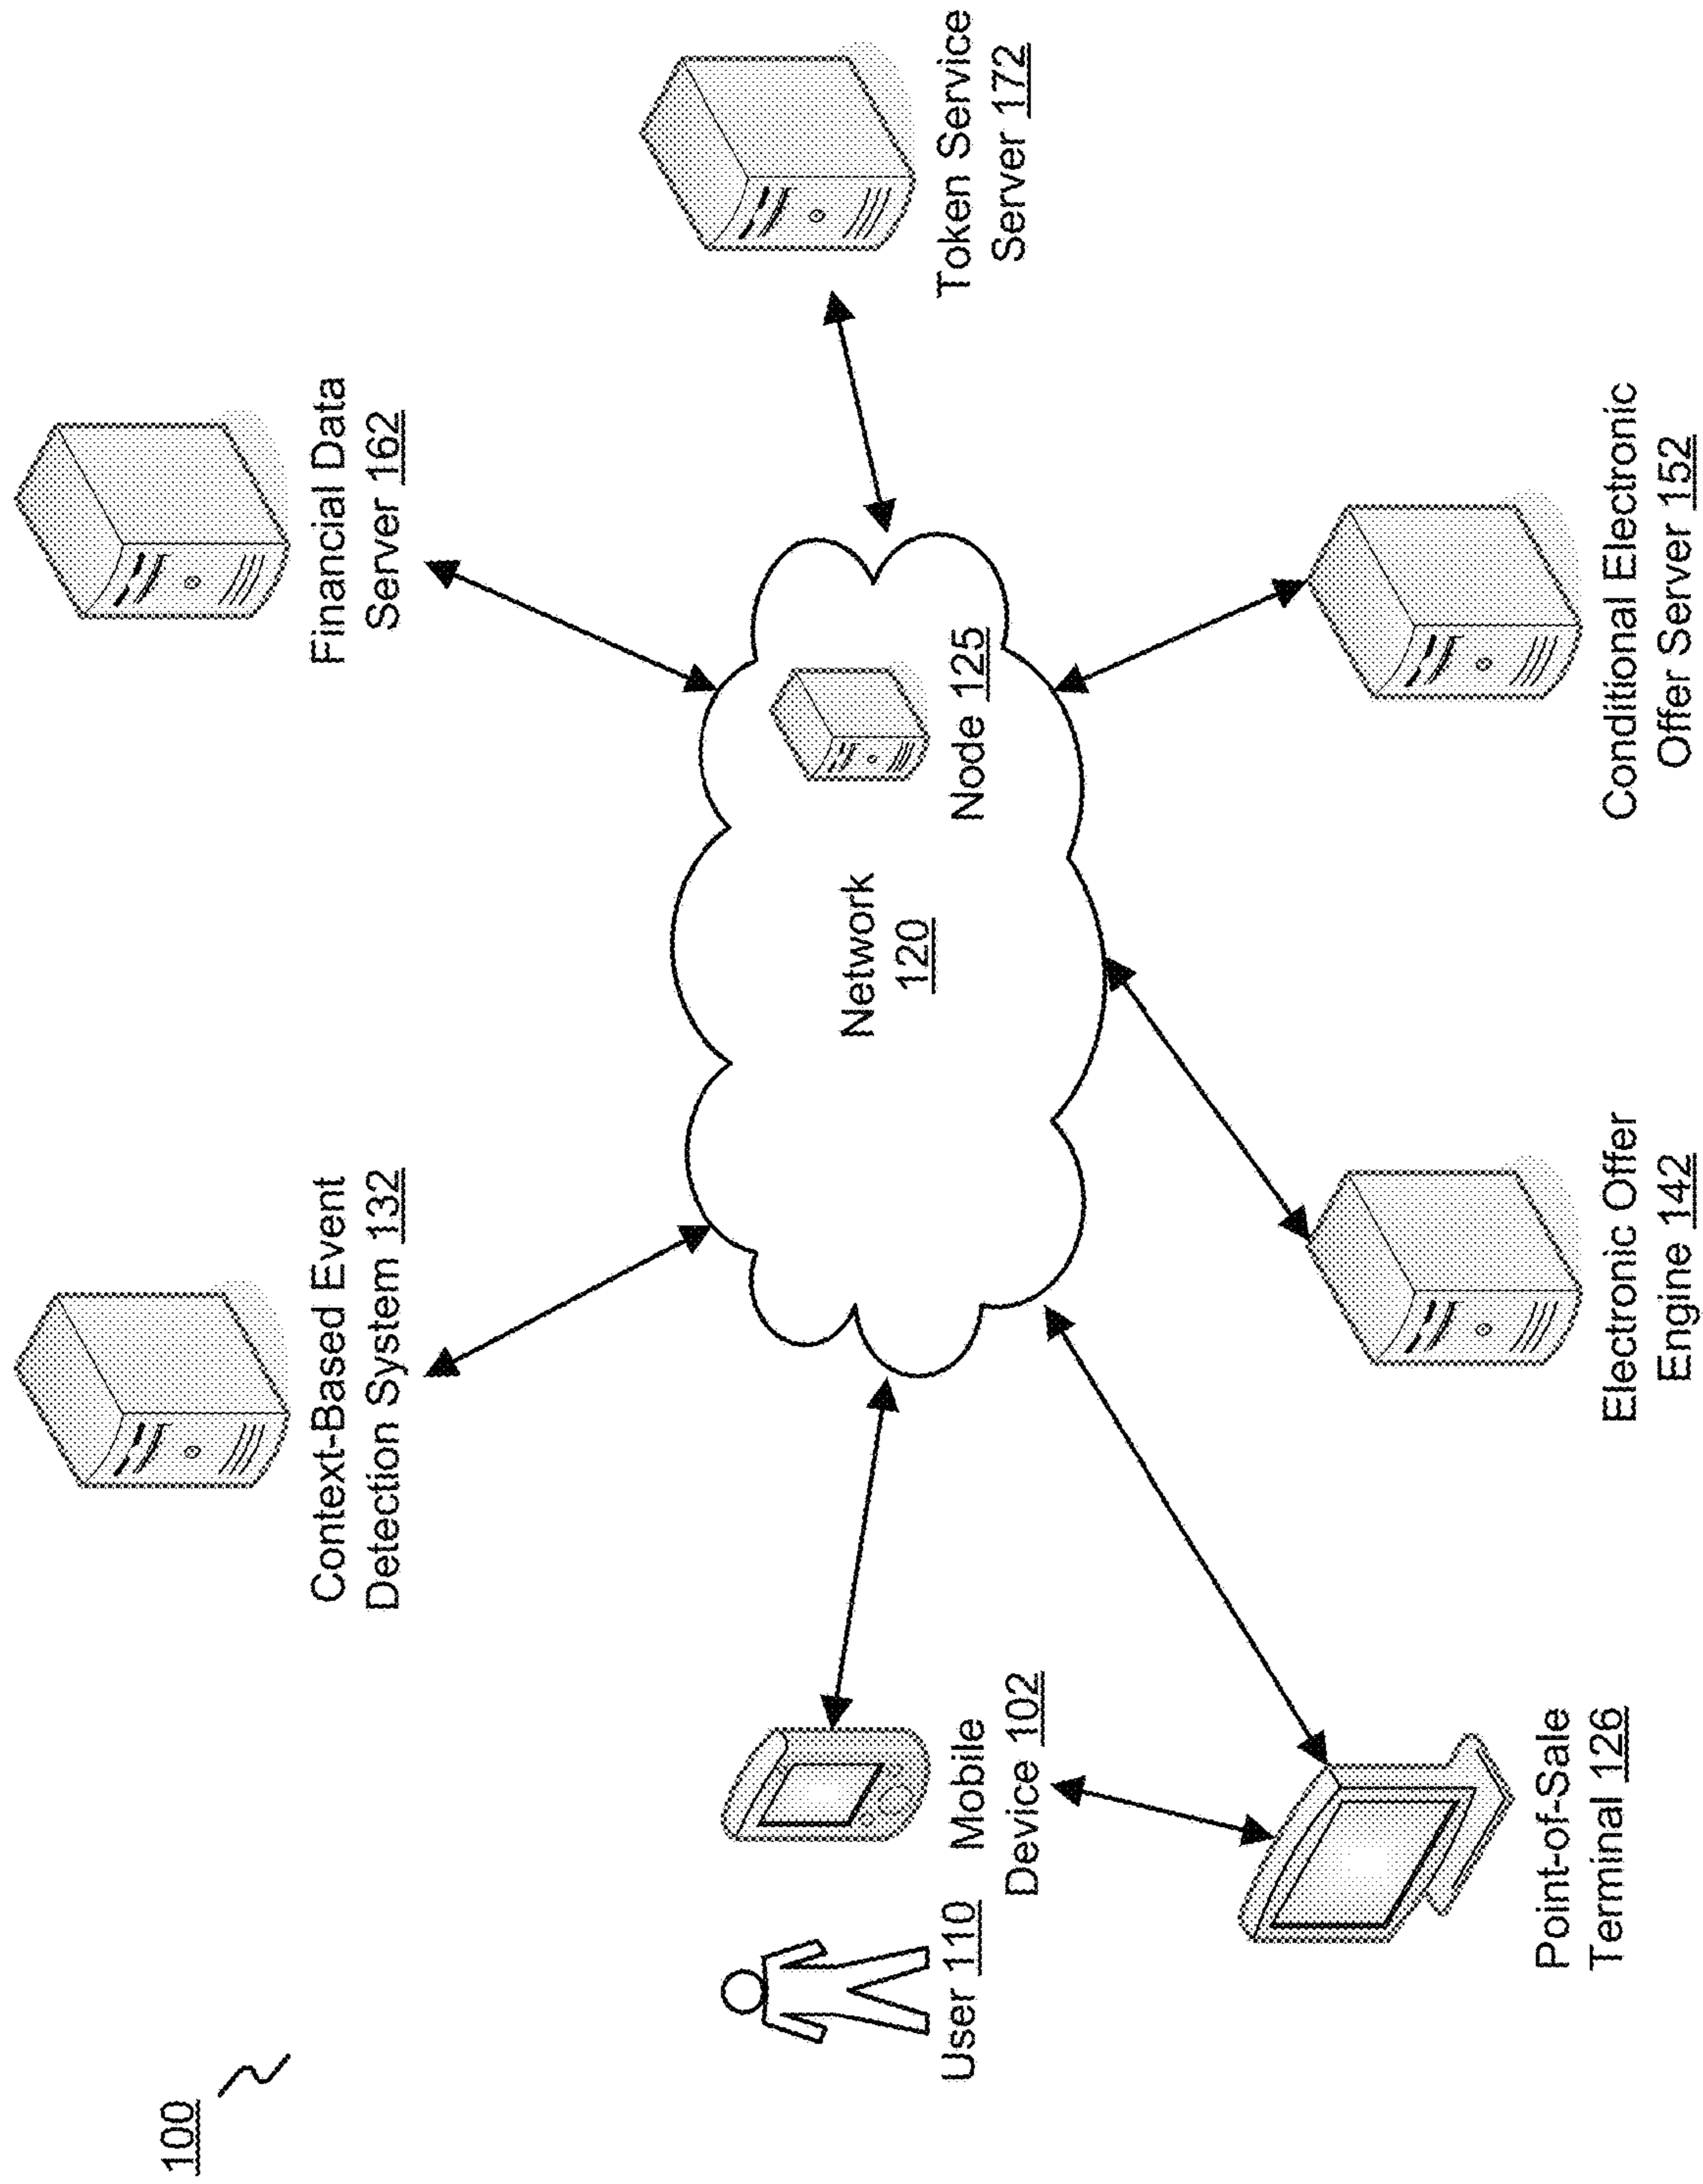 100
Context-Based Event
Detection System 132
Financial Data
Server 162
User 110
Mobile
Device 102
Network
120
Node 125
Token Service
Server 172
Point-of-Sale
Terminal 126
Electronic Offer
Engine 142
Conditional Electronic
Offer Server 152